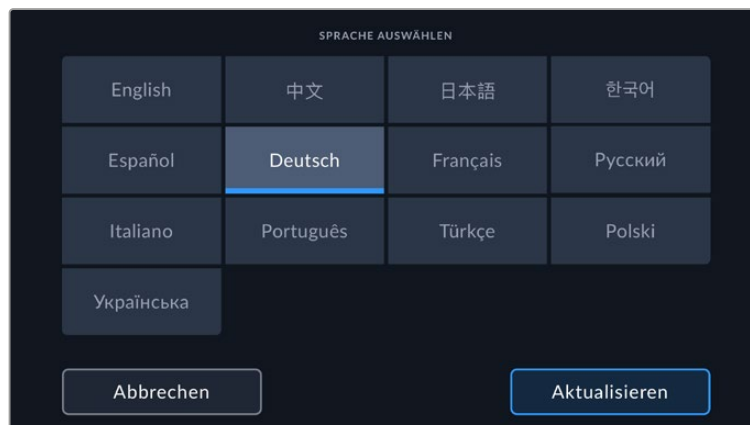 SPRACHE AUSWÄHLEN
English 中文 日本語 한국어
Español Deutsch Français Русский
Italiano Português Türkçe Polski
Українська
Abbrechen Aktualisieren